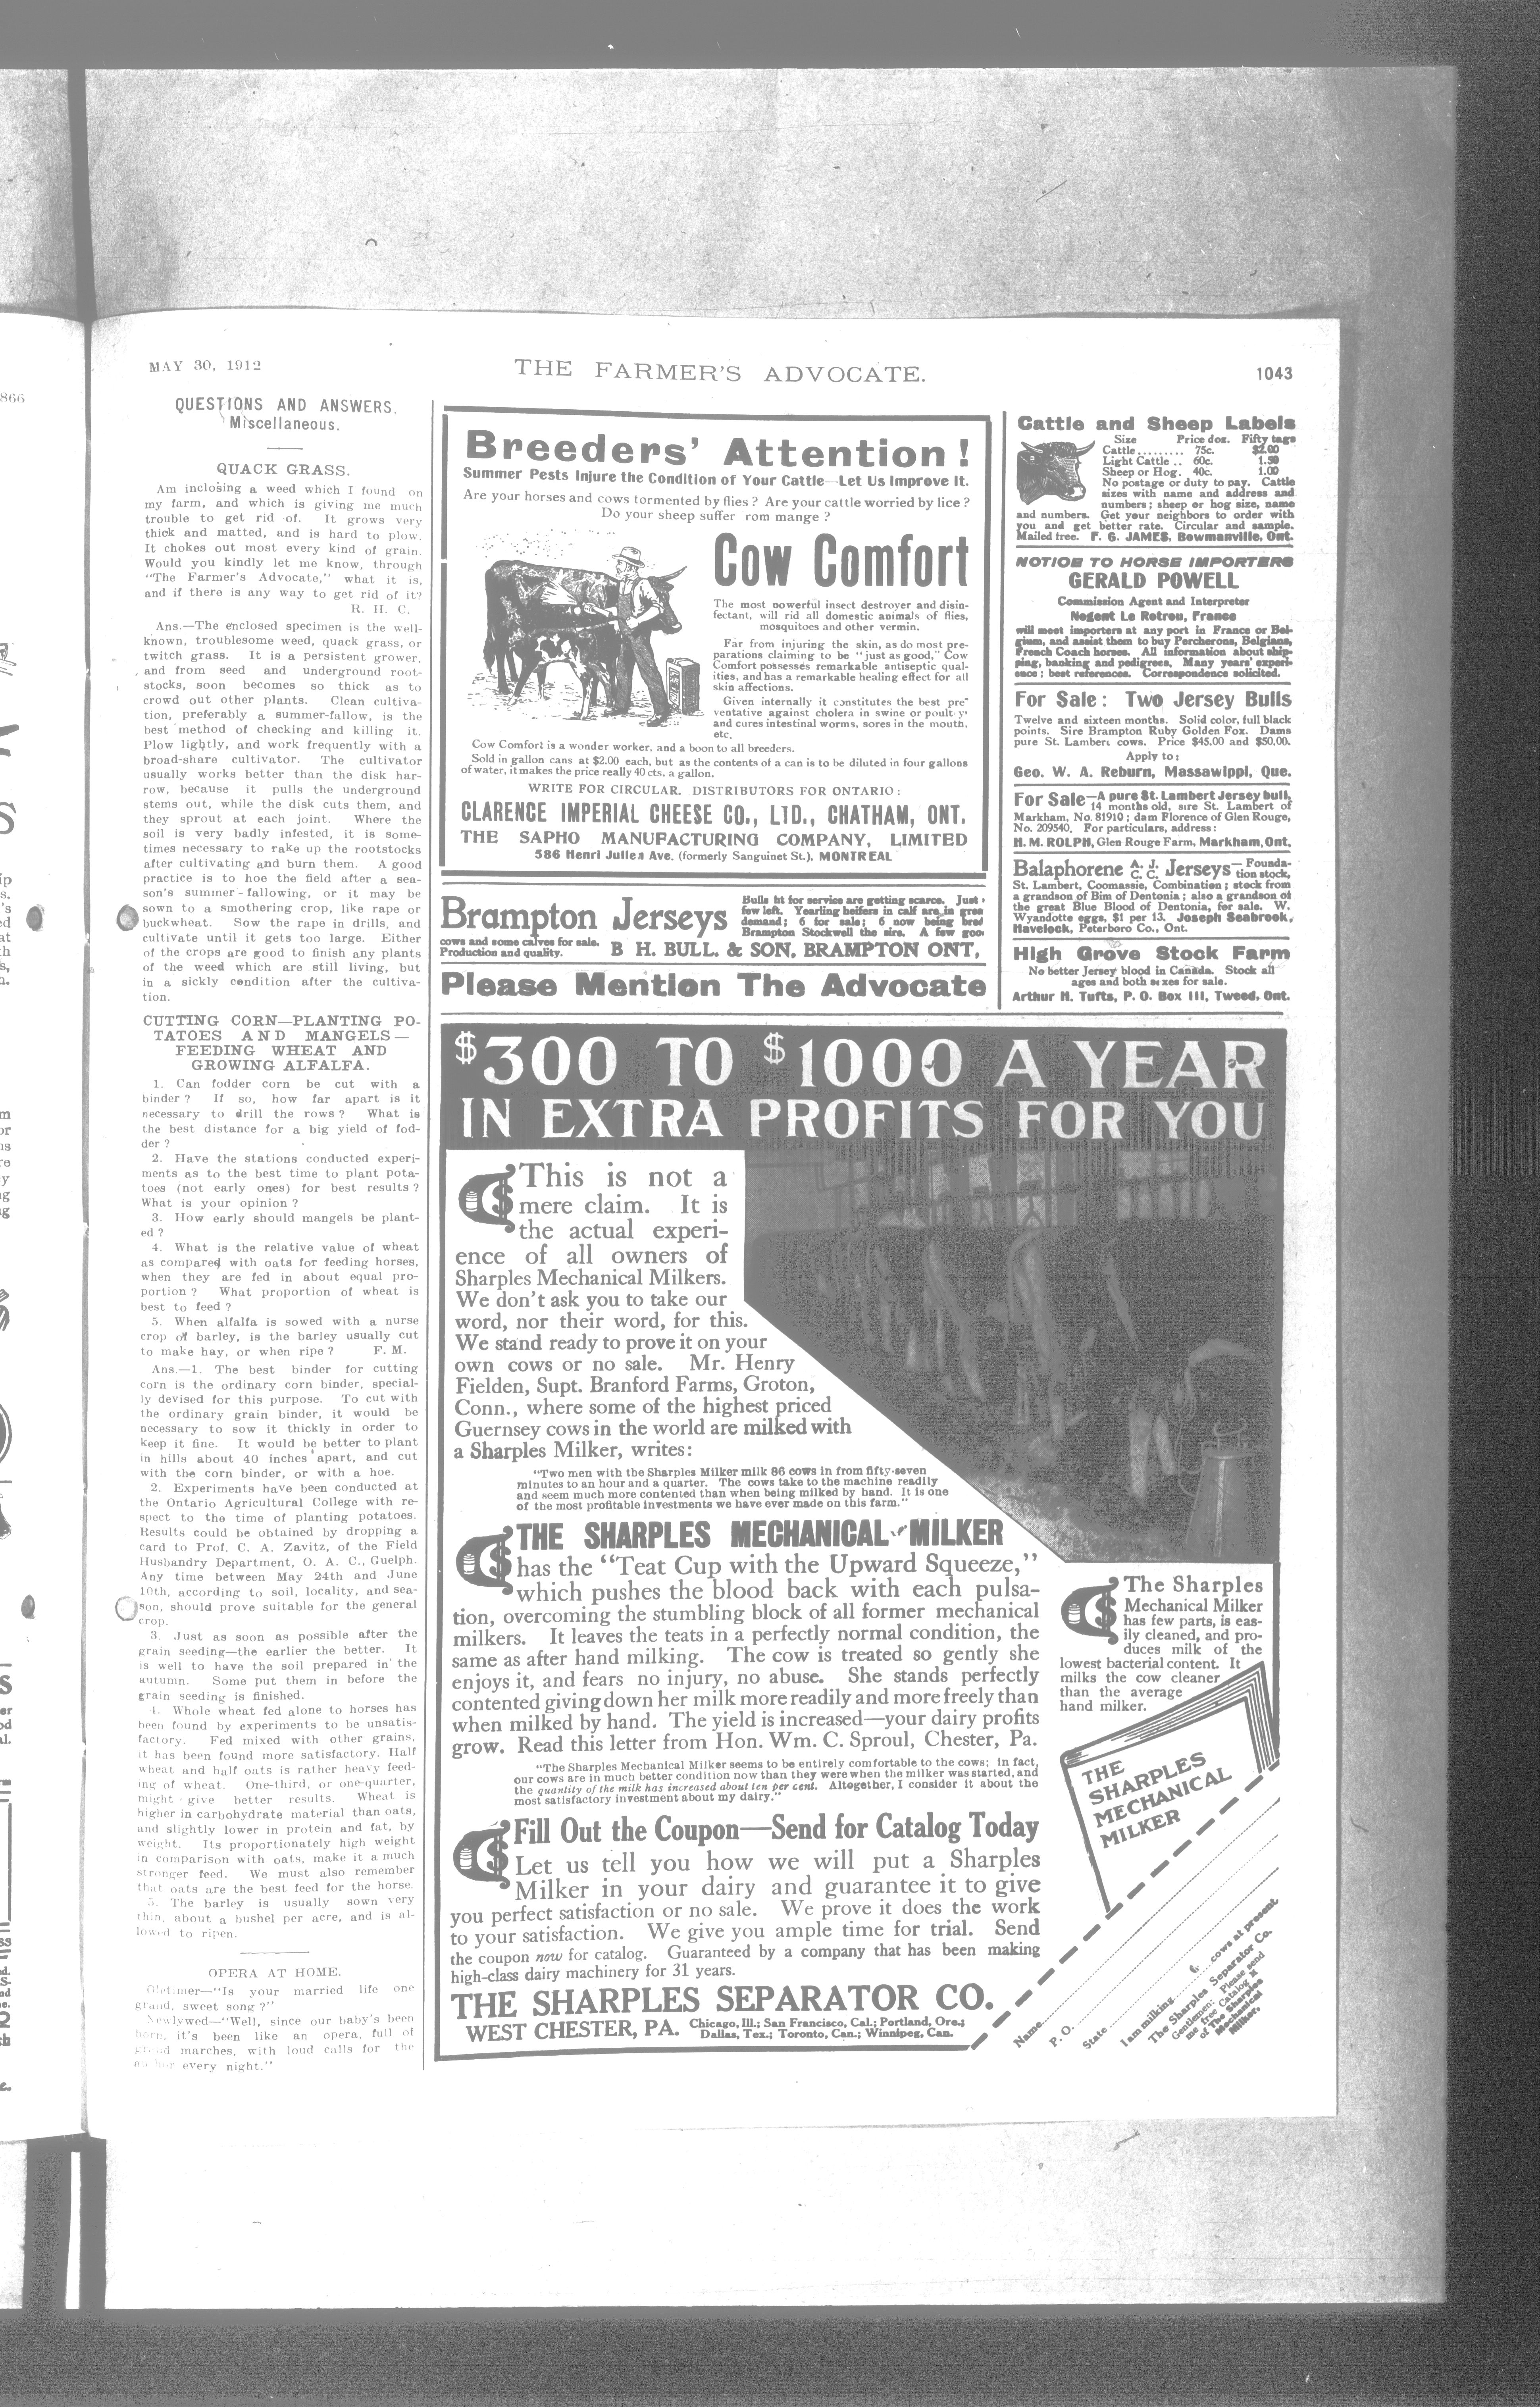 MAY 30, 1912
THE FARMER'S ADVOCATE.
1043
866
QUESTIONS AND ANSWERS.
Miscellaneous.
QUACK GRASS.
Am inclosing a weed which I found on
my farm, and which is giving me much
trouble to get rid of. It grows very
thick and matted, and is hard to plow.
It chokes out most every kind of grain.
Would you kindly let me know, through
"The Farmer's Advocate," what it is,
and if there is any way to get rid of it?
R. H. C.
Ans.—The enclosed specimen is the well-
known, troublesome weed, quack grass, or
twitch grass. It is a persistent grower,
and from seed and underground root-
stocks, soon becomes so thick as to
crowd out other plants. Clean cultiva-
tion, preferably a summer-fallow, is the
best method of checking and killing it.
Plow lightly, and work frequently with a
broad-share cultivator. The cultivator
usually works better than the disk har-
row, because it pulls the underground
stems out, while the disk cuts them, and
they sprout at each joint. Where the
soil is very badly infested, it is some-
times necessary to rake up the rootstocks
after cultivating and burn them. A good
practice is to hoe the field after a sea-
son's summer-fallowing, or it may be
sown to a smothering crop, like rape or
buckwheat. Sow the rape in drills, and
cultivate until it gets too large. Either
of the crops are good to finish any plants
of the weed which are still living, but
in a sickly condition after the cultiva-
tion.
CUTTING CORN—PLANTING PO-
TATOES AND MANGELS—
FEEDING WHEAT AND
GROWING ALFALFA.
1. Can fodder corn be cut with a
binder? If so, how far apart is it
necessary to drill the rows? What is
the best distance for a big yield of fod-
der?
2. Have the stations conducted experi-
ments as to the best time to plant pota-
toes (not early ones) for best results?
What is your opinion?
3. How early should mangels be plant-
ed?
4. What is the relative value of wheat
as compared with oats for feeding horses,
when they are fed in about equal pro-
portion? What proportion of wheat is
best to feed?
5. When alfalfa is sowed with a nurse
crop of barley, is the barley usually cut
to make hay, or when ripe? F. M.
Ans.—1. The best binder for cutting
corn is the ordinary corn binder, special-
ly devised for this purpose. To cut with
the ordinary grain binder, it would be
necessary to sow it thickly in order to
keep it fine. It would be better to plant
in hills about 40 inches apart, and cut
with the corn binder, or with a hoe.
2. Experiments have been conducted at
the Ontario Agricultural College with re-
spect to the time of planting potatoes.
Results could be obtained by dropping a
card to Prof. C. A. Zavitz, of the Field
Husbandry Department, O. A. C., Guelph.
Any time between May 24th and June
10th, according to soil, locality, and sea-
son, should prove suitable for the general
crop.
3. Just as soon as possible after the
grain seeding—the earlier the better. It
is well to have the soil prepared in the
autumn. Some put them in before the
grain seeding is finished.
4. Whole wheat fed alone to horses has
been found by experiments to be unsatis-
factory. Fed mixed with other grains,
it has been found more satisfactory. Half
wheat and half oats is rather heavy feed-
ing of wheat. One-third, or one-quarter,
might give better results. Wheat is
higher in carbohydrate material than oats,
and slightly lower in protein and fat, by
weight. Its proportionately high weight
in comparison with oats, make it a much
stronger feed. We must also remember
that oats are the best feed for the horse.
5. The barley is usually sown very
thin, about a bushel per acre, and is al-
lowed to ripen.
OPERA AT HOME.
Oletimer—"Is your married life one
grand, sweet song?"
Newlywed—"Well, since our baby's been
born, it's been like an opera, full of
grand marches, with loud calls for the
author every night."
Breeders' Attention!
Summer Pests Injure the Condition of Your Cattle—Let Us Improve It.
Are your horses and cows tormented by flies? Are your cattle worried by lice?
Do your sheep suffer rom mange?
Cow Comfort
The most powerful insect destroyer and disin-
fectant, will rid all domestic animals of flies,
mosquitoes and other vermin.
Far from injuring the skin, as do most pre-
parations claiming to be "just as good," Cow
Comfort possesses remarkable antiseptic qual-
ities, and has a remarkable healing effect for all
skin affections.
Given internally it constitutes the best pre
ventative against cholera in swine or poult y
and cures intestinal worms, sores in the mouth,
etc.
Cow Comfort is a wonder worker, and a boon to all breeders.
Sold in gallon cans at $2.00 each, but as the contents of a can is to be diluted in four gallons
of water, it makes the price really 40 cts. a gallon.
WRITE FOR CIRCULAR. DISTRIBUTORS FOR ONTARIO:
CLARENCE IMPERIAL CHEESE CO., LTD., CHATHAM, ONT.
THE SAPHO MANUFACTURING COMPANY, LIMITED
586 Henri Julien Ave. (formerly Sanguinet St.), MONTREAL
Brampton Jerseys
Bulls fit for service are getting scarce. Just
few left. Yearling heifers in calf are in grea
demand; 6 for sale; 6 now being bred
Brampton Stockwell the sire. A few goo
cows and some calves for sale.
Production and quality.
B H. BULL. & SON, BRAMPTON ONT,
Please Mention The Advocate
Cattle and Sheep Labels
Size Price doz. Fifty tags
Cattle......... 75c. $2.00
Light Cattle .. 60c. 1.50
Sheep or Hog. 40c. 1.00
No postage or duty to pay. Cattle
sizes with name and address and
numbers; sheep or hog size, name
and numbers. Get your neighbors to order with
you and get better rate. Circular and sample.
Mailed free. F. G. JAMES, Bowmanville, Ont.
NOTICE TO HORSE IMPORTERS
GERALD POWELL
Commission Agent and Interpreter
Nogent Le Rotrou, France
will meet importers at any port in France or Bel-
gium, and assist them to buy Percherons, Belgians,
French Coach horses. All information about ship-
ping, banking and pedigrees. Many years' experi-
ence; best references. Correspondence solicited.
For Sale: Two Jersey Bulls
Twelve and sixteen months. Solid color, full black
points. Sire Brampton Ruby Golden Fox. Dams
pure St. Lambert cows. Price $45.00 and $50.00.
Apply to:
Geo. W. A. Reburn, Massawippi, Que.
For Sale—A pure St. Lambert Jersey bull,
14 months old, sire St. Lambert of
Markham, No. 81910; dam Florence of Glen Rouge,
No. 209540. For particulars, address:
H. M. ROLPH, Glen Rouge Farm, Markham, Ont.
Balaphorene A. J. C. C. Jerseys—Founda-
tion stock,
St. Lambert, Coomassie, Combination; stock from
a grandson of Bim of Dentonia; also a grandson of
the great Blue Blood of Dentonia, for sale. W.
Wyandotte eggs, $1 per 13. Joseph Seabrook,
Havelock, Peterboro Co., Ont.
High Grove Stock Farm
No better Jersey blood in Canada. Stock all
ages and both sexes for sale.
Arthur H. Tufts, P. O. Box III, Tweed, Ont.
$300 TO $1000 A YEAR
IN EXTRA PROFITS FOR YOU
This is not a
mere claim. It is
the actual experi-
ence of all owners of
Sharples Mechanical Milkers.
We don't ask you to take our
word, nor their word, for this.
We stand ready to prove it on your
own cows or no sale. Mr. Henry
Fielden, Supt. Branford Farms, Groton,
Conn., where some of the highest priced
Guernsey cows in the world are milked with
a Sharples Milker, writes:
"Two men with the Sharples Milker milk 86 cows in from fifty-seven
minutes to an hour and a quarter. The cows take to the machine readily
and seem much more contented than when being milked by hand. It is one
of the most profitable investments we have ever made on this farm."
THE SHARPLES MECHANICAL MILKER
has the "Teat Cup with the Upward Squeeze,"
which pushes the blood back with each pulsa-
tion, overcoming the stumbling block of all former mechanical
milkers. It leaves the teats in a perfectly normal condition, the
same as after hand milking. The cow is treated so gently she
enjoys it, and fears no injury, no abuse. She stands perfectly
contented giving down her milk more readily and more freely than
when milked by hand. The yield is increased—your dairy profits
grow. Read this letter from Hon. Wm. C. Sproul, Chester, Pa.
"The Sharples Mechanical Milker seems to be entirely comfortable to the cows; in fact,
our cows are in much better condition now than they were when the milker was started, and
the quantity of the milk has increased about ten per cent. Altogether, I consider it about the
most satisfactory investment about my dairy."
Fill Out the Coupon—Send for Catalog Today
Let us tell you how we will put a Sharples
Milker in your dairy and guarantee it to give
you perfect satisfaction or no sale. We prove it does the work
to your satisfaction. We give you ample time for trial. Send
the coupon now for catalog. Guaranteed by a company that has been making
high-class dairy machinery for 31 years.
THE SHARPLES SEPARATOR CO.
WEST CHESTER, PA.
Chicago, Ill.; San Francisco, Cal.; Portland, Ore.;
Dallas, Tex.; Toronto, Can.; Winnipeg, Can.
The Sharples
Mechanical Milker
has few parts, is eas-
ily cleaned, and pro-
duces milk of the
lowest bacterial content. It
milks the cow cleaner
than the average
hand milker.
THE
SHARPLES
MECHANICAL
MILKER
Name
P. O.
State
I am milking......cows at present
The Sharples Separator Co.
Gentlemen: Please send
me free Catalog K
of The Sharples
Mechanical
Milker.